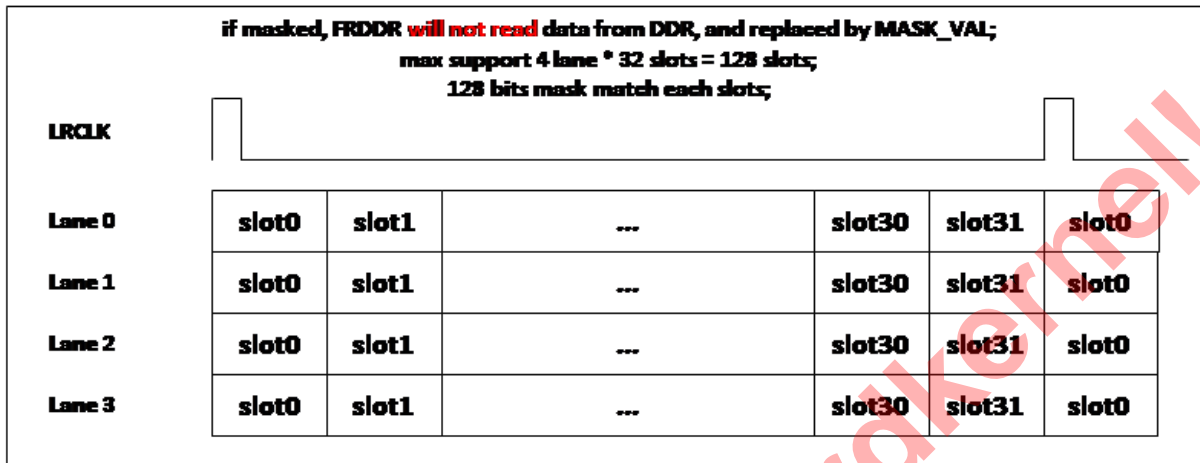 if masked, FRDDR will not read data from DDR, and replaced by MASK_VAL;
max support 4 lane * 32 slots = 128 slots;
128 bits mask match each slots;
LRCLK
Lane 0 slot0 slot1 ... slot30 slot31 slot0
Lane 1 slot0 slot1 ... slot30 slot31 slot0
Lane 2 slot0 slot1 ... slot30 slot31 slot0
Lane 3 slot0 slot1 ... slot30 slot31 slot0